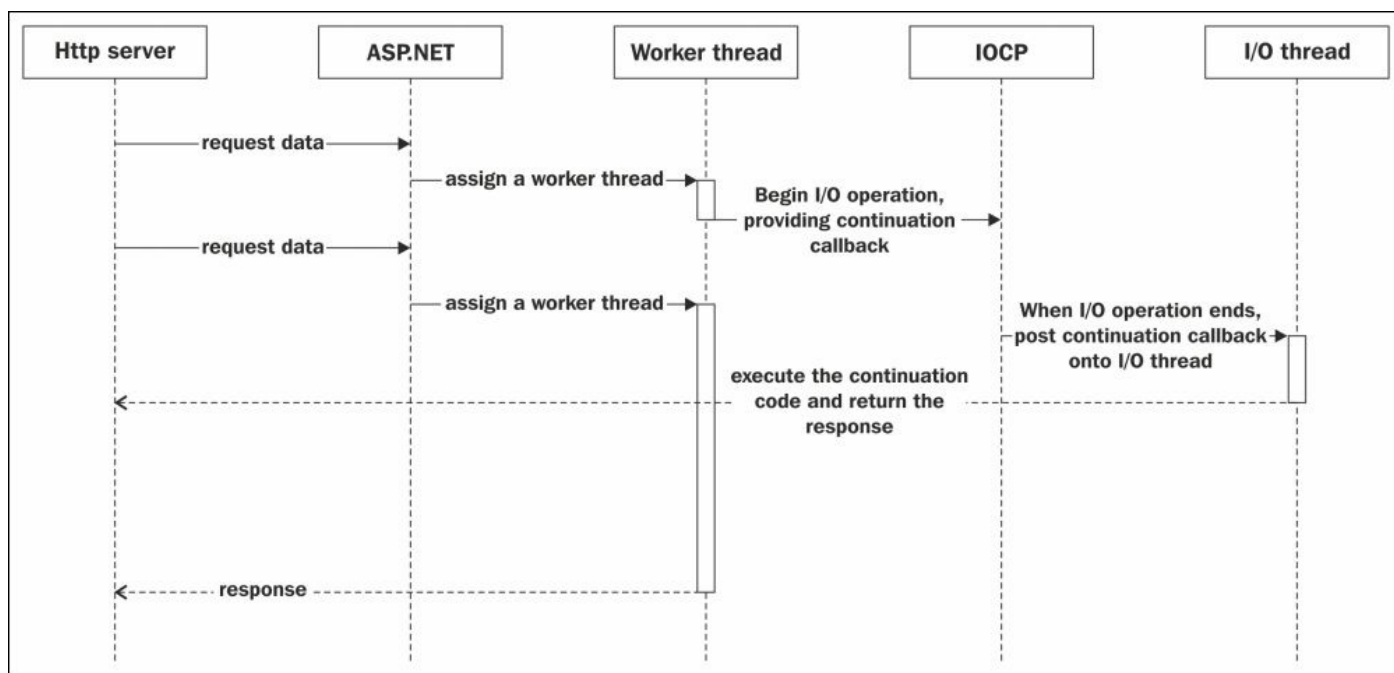 Http server
ASP.NET
Worker thread
IOCP
I/O thread
request data
assign a worker thread
Begin I/O operation,
providing continuation
callback
request data
assign a worker thread
When I/O operation ends,
post continuation callback
onto I/O thread
execute the continuation
code and return the
response
response